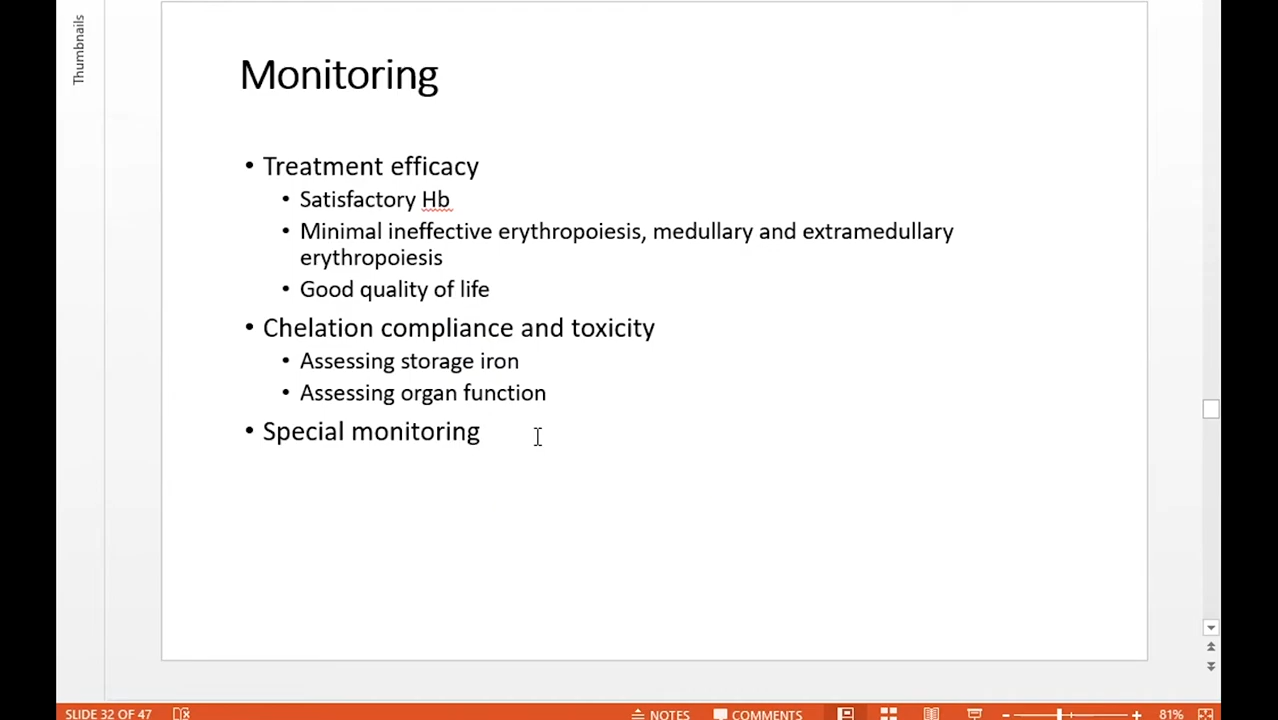 Thumbnails
Monitoring
• Treatment efficacy
• Satisfactory Hb
• Minimal ineffective erythropoiesis, medullary and extramedullary
erythropoiesis
• Good quality of life
• Chelation compliance and toxicity
• Assessing storage iron
• Assessing organ function
• Special monitoring
SLIDE 32 OF 47 NOTES COMMENTS 81%